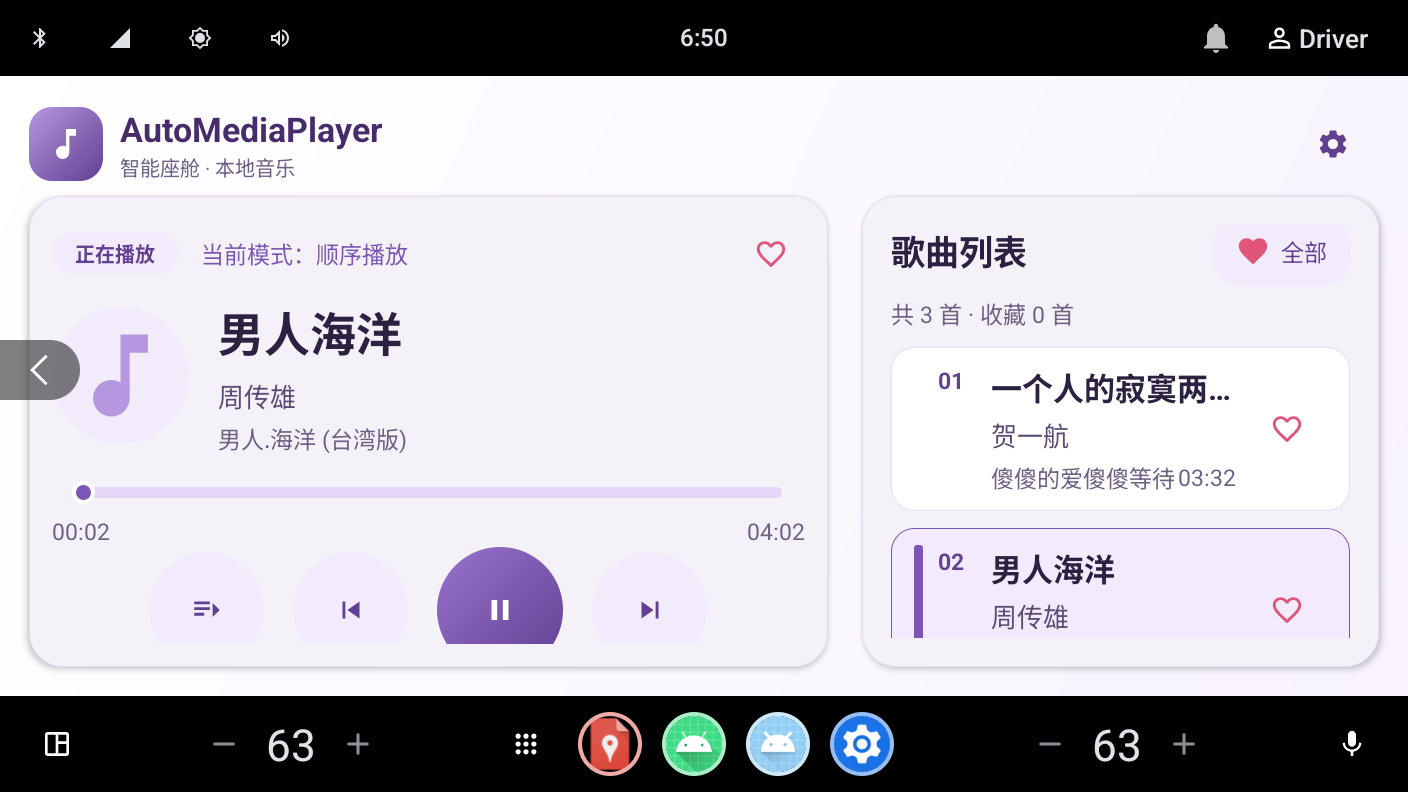 6:50
Driver
AutoMediaPlayer
智能座舱 · 本地音乐
正在播放
当前模式：顺序播放
男人海洋
周传雄
男人.海洋 (台湾版)
00:02
04:02
歌曲列表
全部
共 3 首 · 收藏 0 首
01
一个人的寂寞两...
贺一航
傻傻的爱傻傻等待 03:32
02
男人海洋
周传雄
63
63